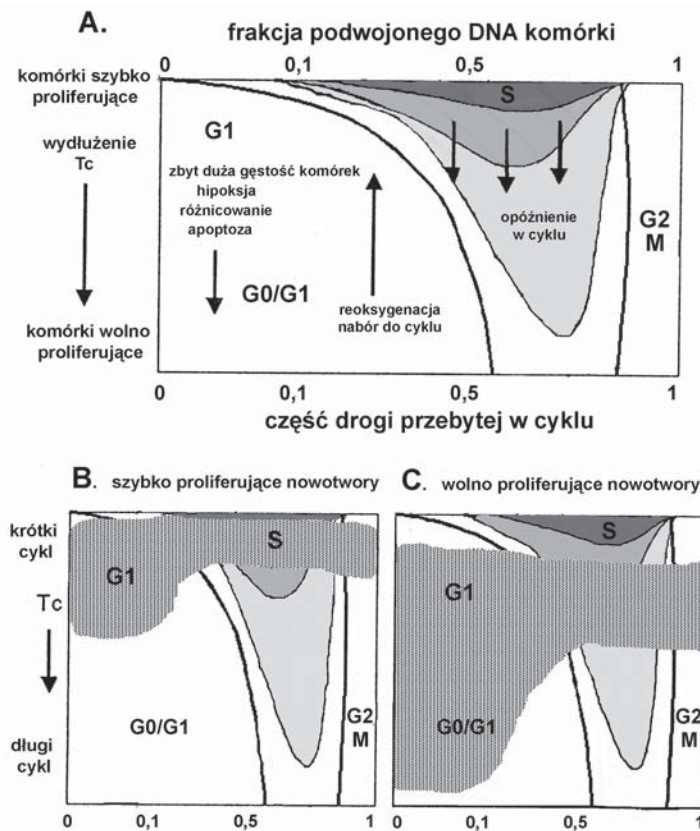 A. frakcja podwojonego DNA komórki
0 0,1 0,5 1
komórki szybko
proliferujące
S
G1
wydłużenie
Tc
zbyt duża gęstość komórek
hipoksja
różnicowanie
apoptoza
opóźnienie
w cyklu
G2
M
G0/G1
reoksygenacja
nabór do cyklu
komórki wolno
proliferujące
0 0,1 0,5 1
część drogi przebytej w cyklu
B. szybko proliferujące nowotwory
krótki
cykl
S
G1
Tc
G0/G1
G2
M
długi
cykl
0 0,1 0,5 1
C. wolno proliferujące nowotwory
S
G1
G0/G1
G2
M
0 0,1 0,5 1